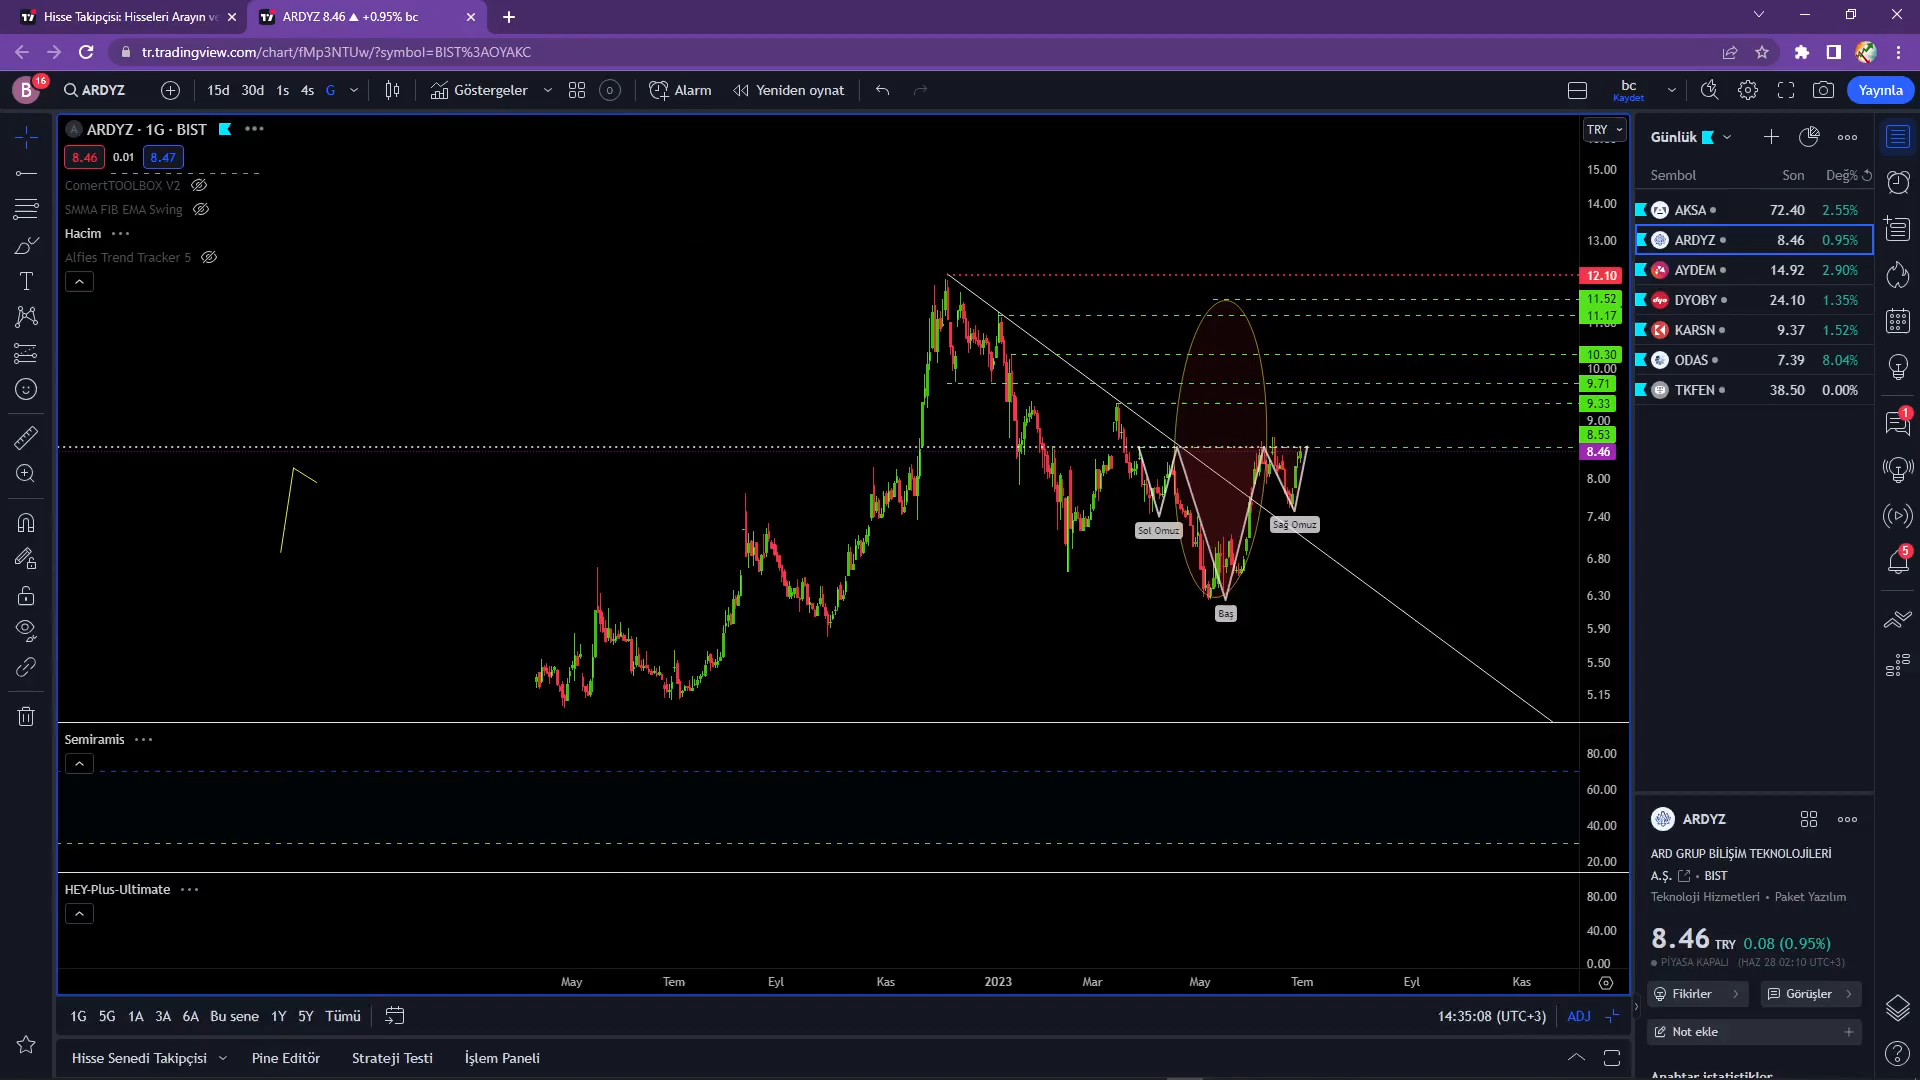 Hisse Takipçisi: Hisseleri Arayın ve
ARDYZ 8.46 ▲ +0.95% bc
tr.tradingview.com/chart/fMp3NTUw/?symbol=BIST%3AOYAKC
B 16
ARDYZ
15d 30d 1s 4s G
Göstergeler
Alarm
Yeniden oynat
bc
Kaydet
Yayınla
ARDYZ · 1G · BIST
8.46 0.01 8.47
ComertTOOLBOX V2
SMMA FIB EMA Swing
Hacim
Alfies Trend Tracker 5
TRY
15.00
14.00
13.00
12.10
11.52
11.17
10.30
10.00
9.71
9.33
9.00
8.53
8.46
8.00
7.40
6.80
6.30
5.90
5.50
5.15
Sol Omuz
Sağ Omuz
Baş
Semiramis
80.00
60.00
40.00
20.00
HEY-Plus-Ultimate
80.00
40.00
0.00
May Tem Eyl Kas 2023 Mar May Tem Eyl Kas
1G 5G 1A 3A 6A Bu sene 1Y 5Y Tümü
14:35:08 (UTC+3) ADJ
Hisse Senedi Takipçisi Pine Editör Strateji Testi İşlem Paneli
Günlük
Sembol Son Değ%
AKSA 72.40 2.55%
ARDYZ 8.46 0.95%
AYDEM 14.92 2.90%
DYOBY 24.10 1.35%
KARSN 9.37 1.52%
ODAS 7.39 8.04%
TKFEN 38.50 0.00%
1
5
ARDYZ
ARD GRUP BİLİŞİM TEKNOLOJİLERİ
A.Ş. • BIST
Teknoloji Hizmetleri • Paket Yazılım
8.46 TRY 0.08 (0.95%)
PİYASA KAPALI (HAZ 28 02:10 UTC+3)
Fikirler
Görüşler
Not ekle
Anahtar istatistikler